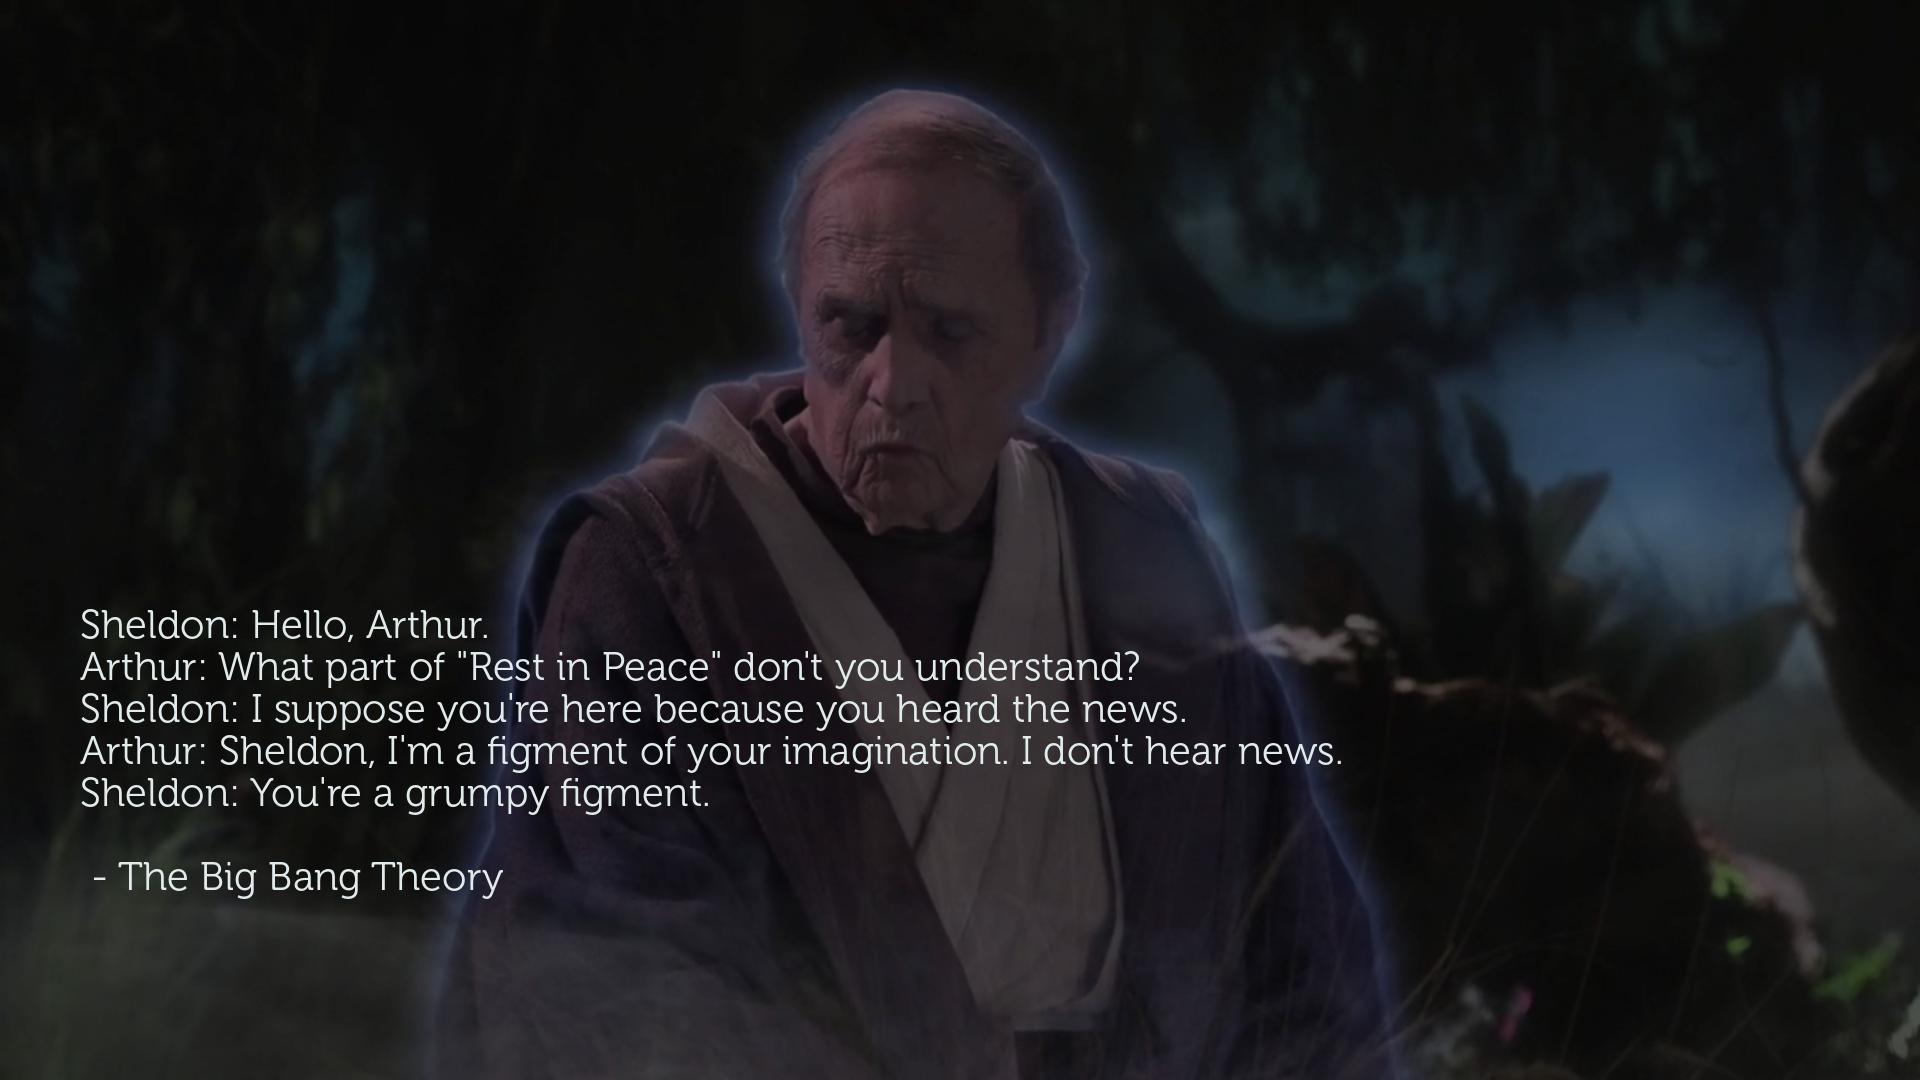 Sheldon: Hello, Arthur.
Arthur: What part of "Rest in Peace" don't you understand?
Sheldon: I suppose you're here because you heard the news.
Arthur: Sheldon, I'm a figment of your imagination. I don't hear news.
Sheldon: You're a grumpy figment.
- The Big Bang Theory